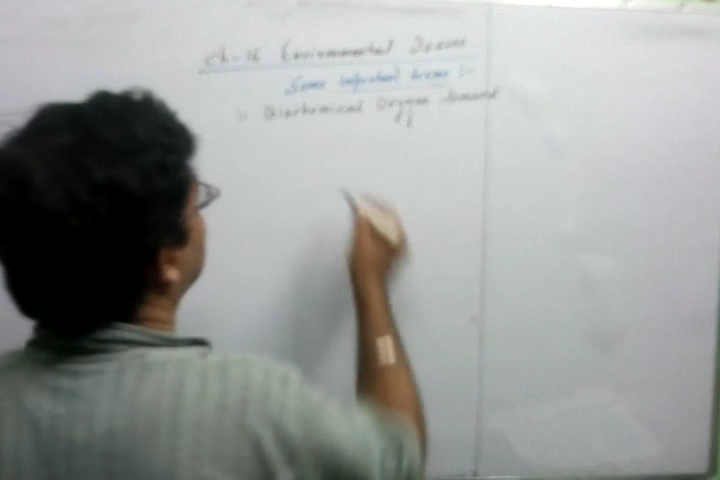 Ch-16 Environmental Issues
Some important terms :-
1. Biochemical Oxygen demand